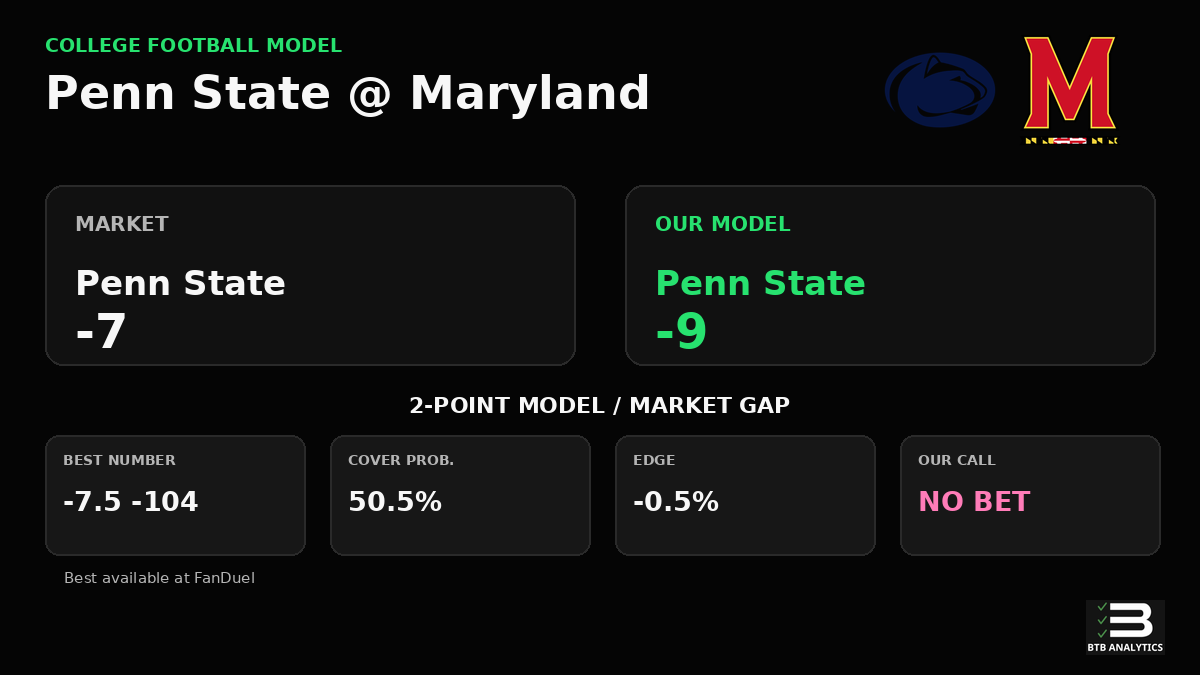 COLLEGE FOOTBALL MODEL
Penn State @ Maryland
M
MARKET
Penn State
-7
OUR MODEL
Penn State
-9
2-POINT MODEL / MARKET GAP
BEST NUMBER
-7.5 -104
COVER PROB.
50.5%
EDGE
-0.5%
OUR CALL
NO BET
Best available at FanDuel
B
BTB ANALYTICS